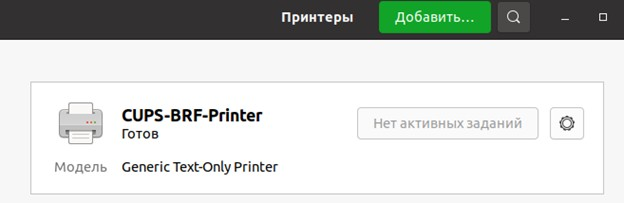 Принтеры Добавить...
CUPS-BRF-Printer
Готов
Нет активных заданий
Модель Generic Text-Only Printer